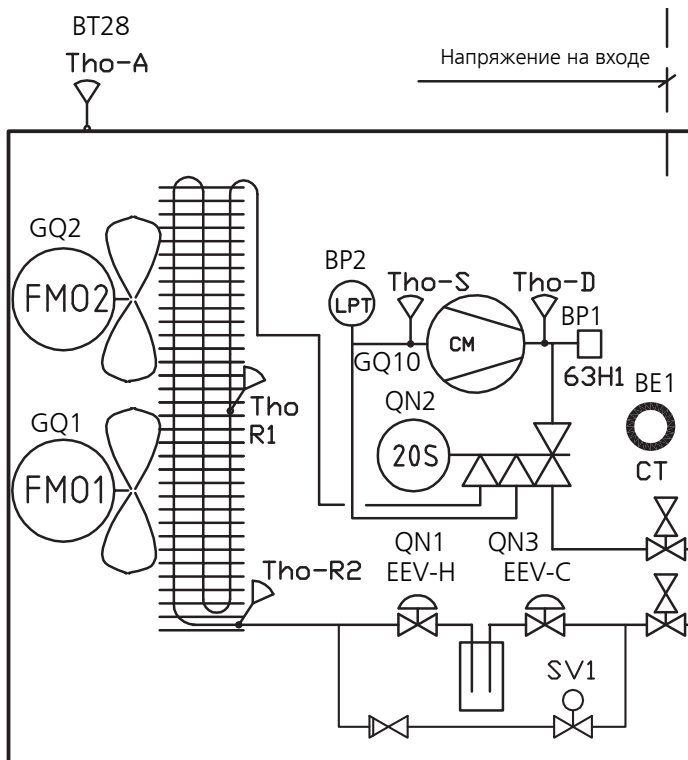 BT28
Tho-A
Напряжение на входе
GQ2
FM02
BP2
LPT
Tho-S
Tho-D
BP1
GQ10
CM
63H1
BE1
CT
QN2
20S
Tho
R1
GQ1
FM01
QN1
EEV-H
QN3
EEV-C
Tho-R2
SV1